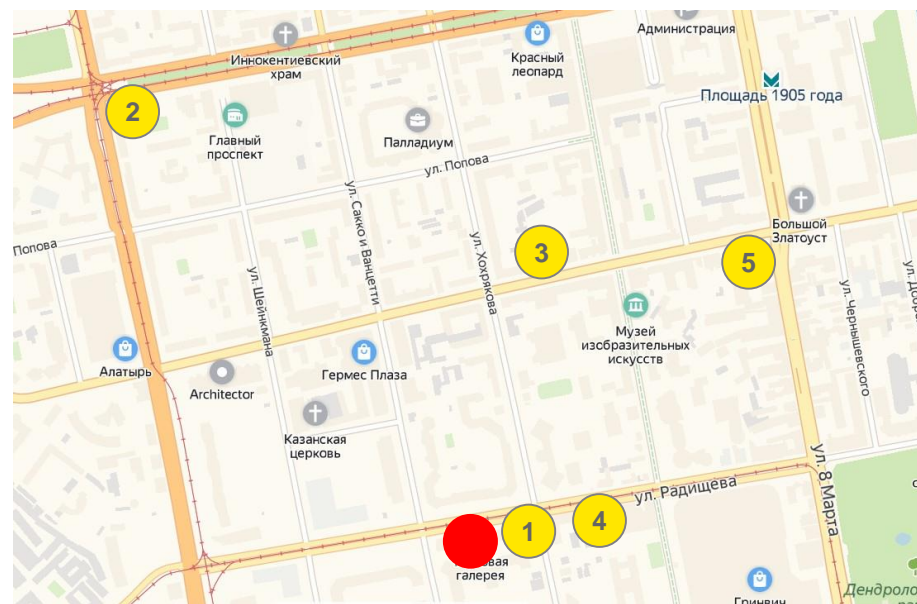 Администрация
Иннокентиевский
храм
Красный
леопард
Площадь 1905 года
2
Главный
проспект
Палладиум
ул. Попова
ул. Сакко и Ванцетти
Большой
Златоуст
Попова
3
5
ул. Хохрякова
ул. Шейнкмана
ул. Чернышевского
Музей
изобразительных
искусств
Алатырь
Гермес Плаза
Architector
Казанская
церковь
ул. Радищева
ул. 8 Марта
1
4
галерея
Гринвич